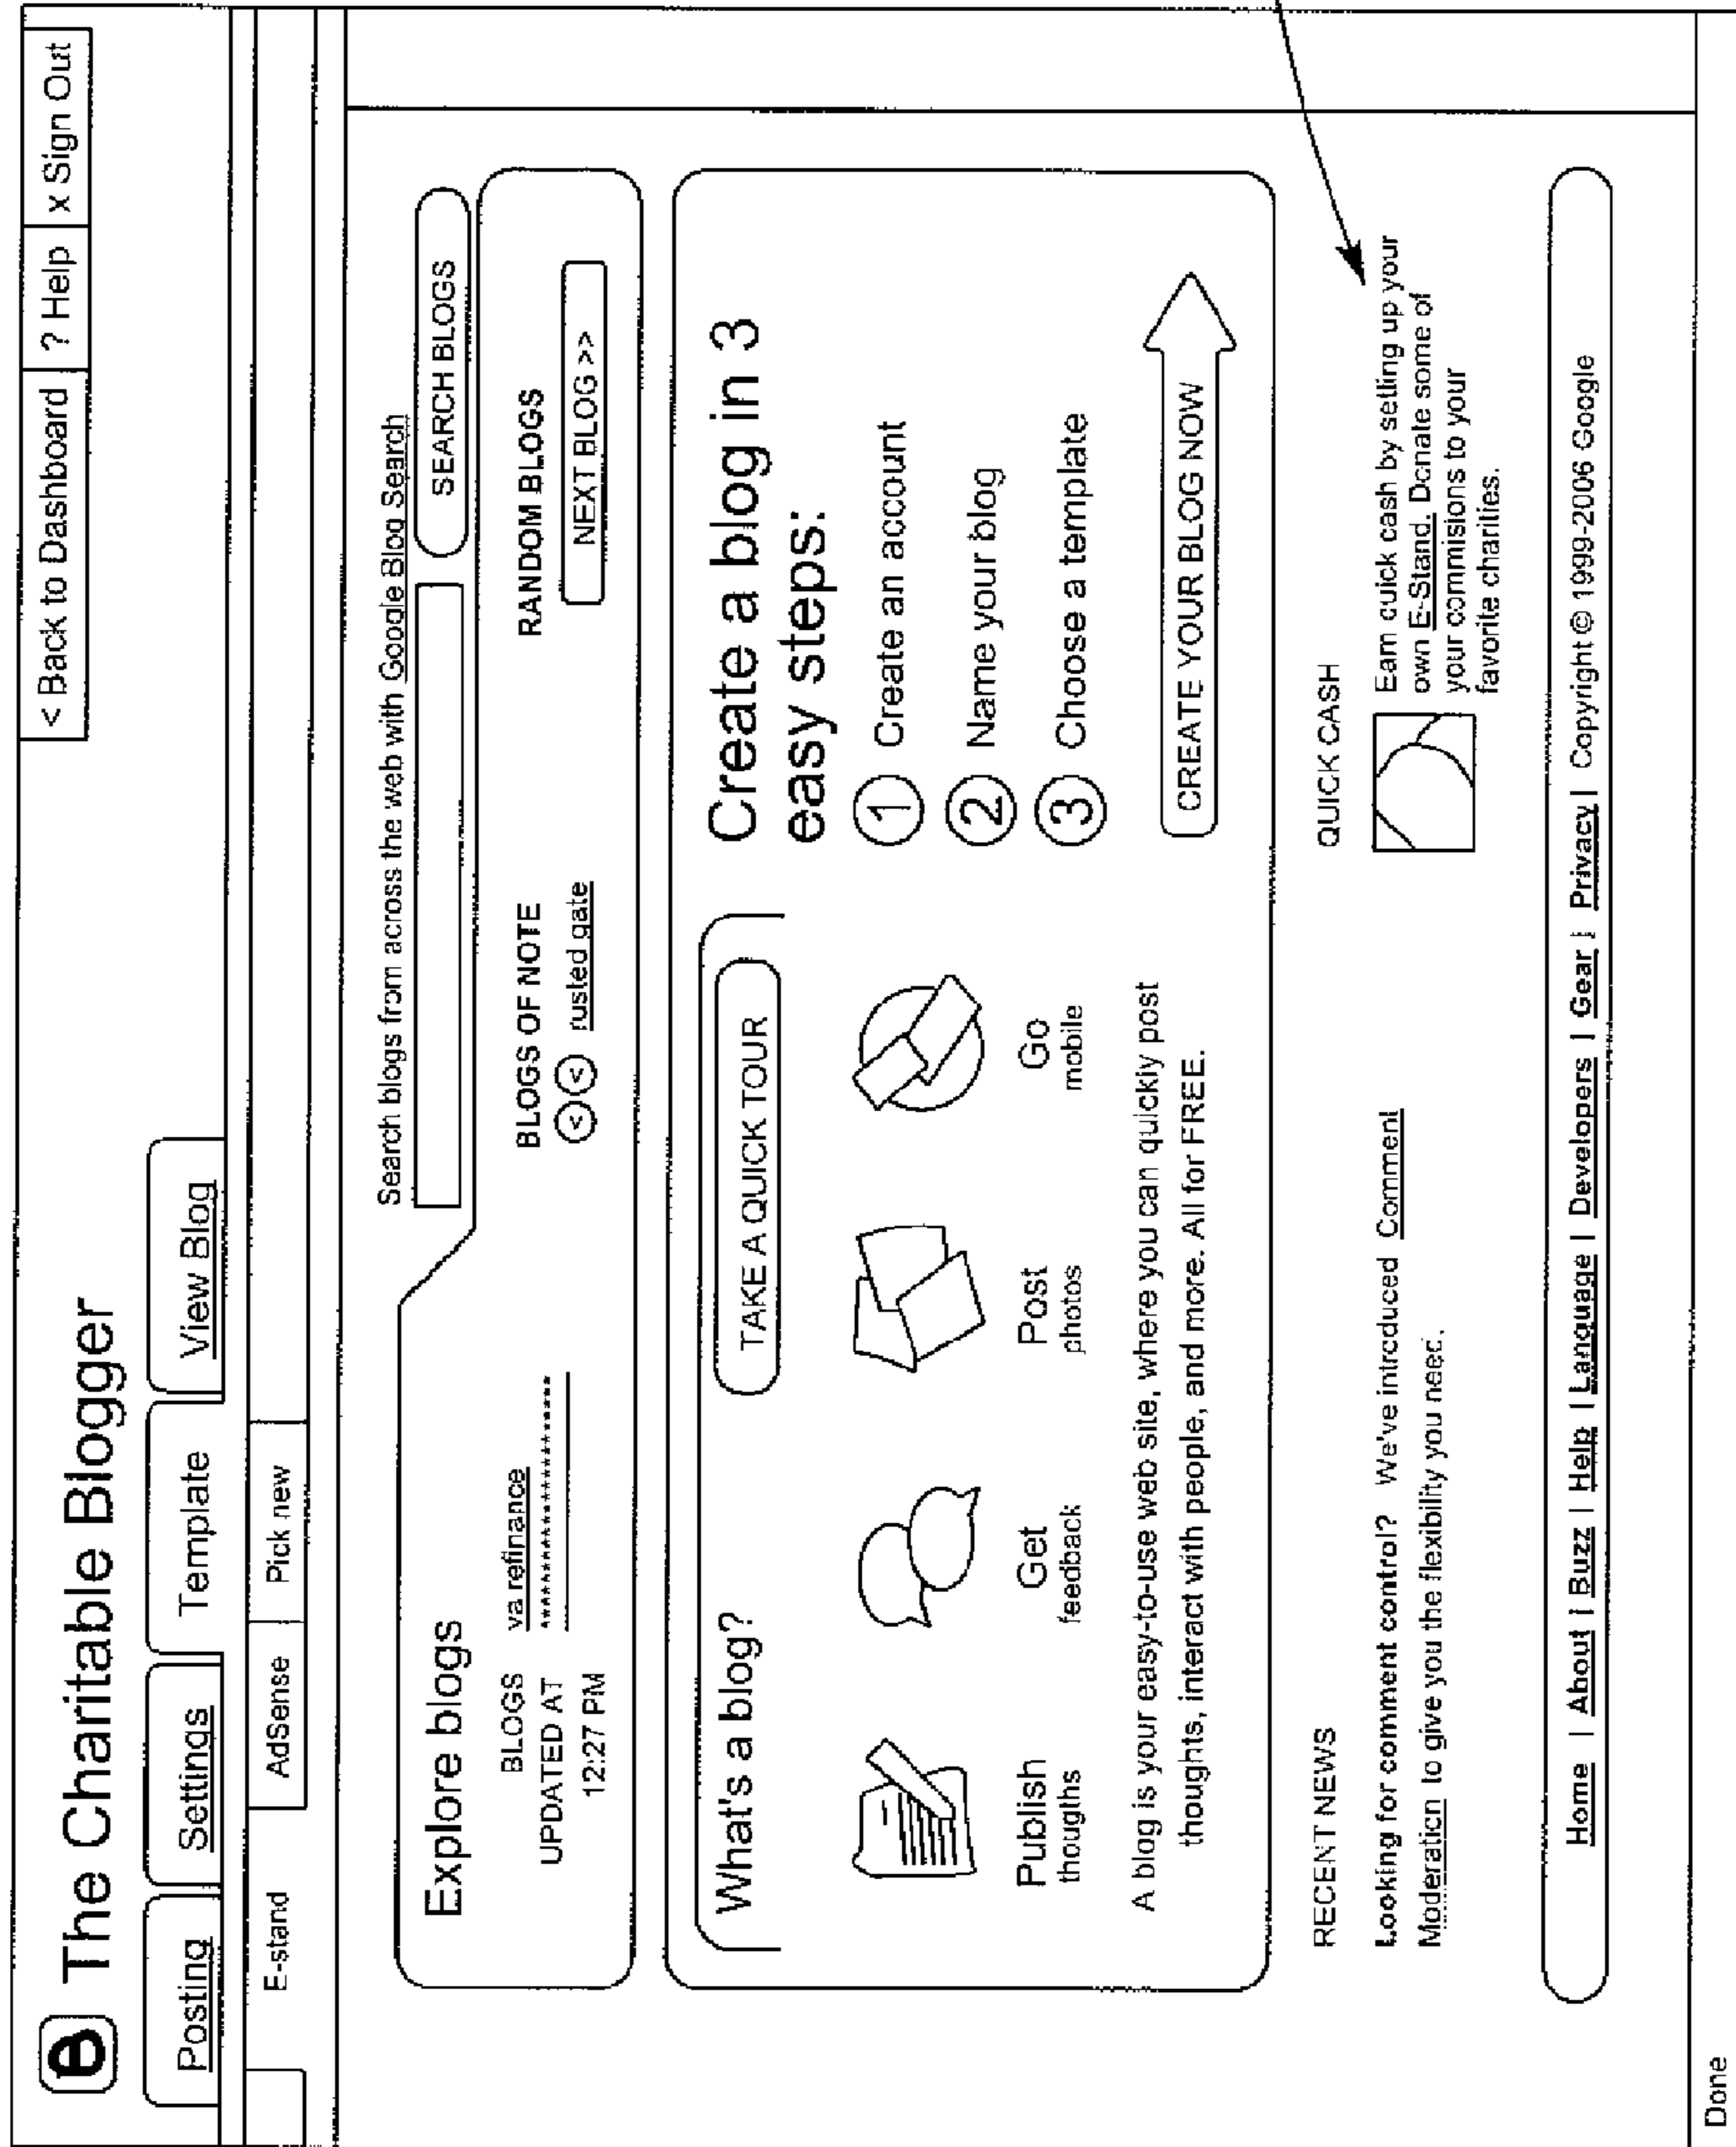 < Back to Dashboard | ? Help | x Sign Out
e The Charitable Blogger
Posting Settings Template View Blog
E-stand AdSense Pick new
Search blogs from across the web with Google Blog Search
Explore blogs SEARCH BLOGS
BLOGS va refinance BLOGS OF NOTE RANDOM BLOGS
UPDATED AT ************************ < < rusted gate NEXT BLOG >>
12:27 PM
What's a blog? TAKE A QUICK TOUR
Create a blog in 3
easy steps:
1 Create an account
2 Name your blog
3 Choose a template
CREATE YOUR BLOG NOW
Publish Get Post Go
thougths feedback photos mobile
A blog is your easy-to-use web site, where you can quickly post
thoughts, interact with people, and more. All for FREE.
RECENT NEWS
Looking for comment control? We've introduced Comment
Moderation to give you the flexibility you need.
QUICK CASH
Earn quick cash by setting up your
own E-Stand. Donate some of
your commisions to your
favorite charities.
Home | About | Buzz | Help | Language | Developers | Gear | Privacy | Copyright © 1999-2006 Google
Done